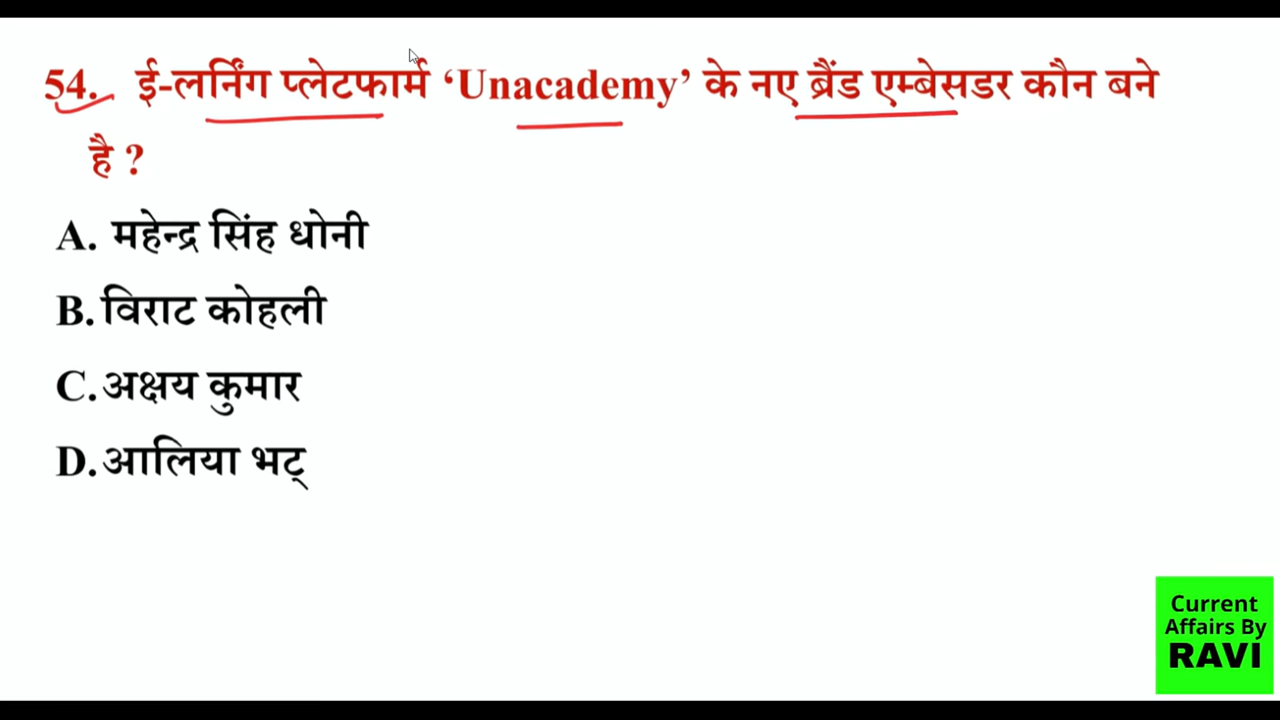 54. ई-लर्निंग प्लेटफार्म ‘Unacademy’ के नए ब्रैंड एम्बेसडर कौन बने
है ?
A. महेन्द्र सिंह धोनी
B. विराट कोहली
C. अक्षय कुमार
D. आलिया भट्
Current
Affairs By
RAVI